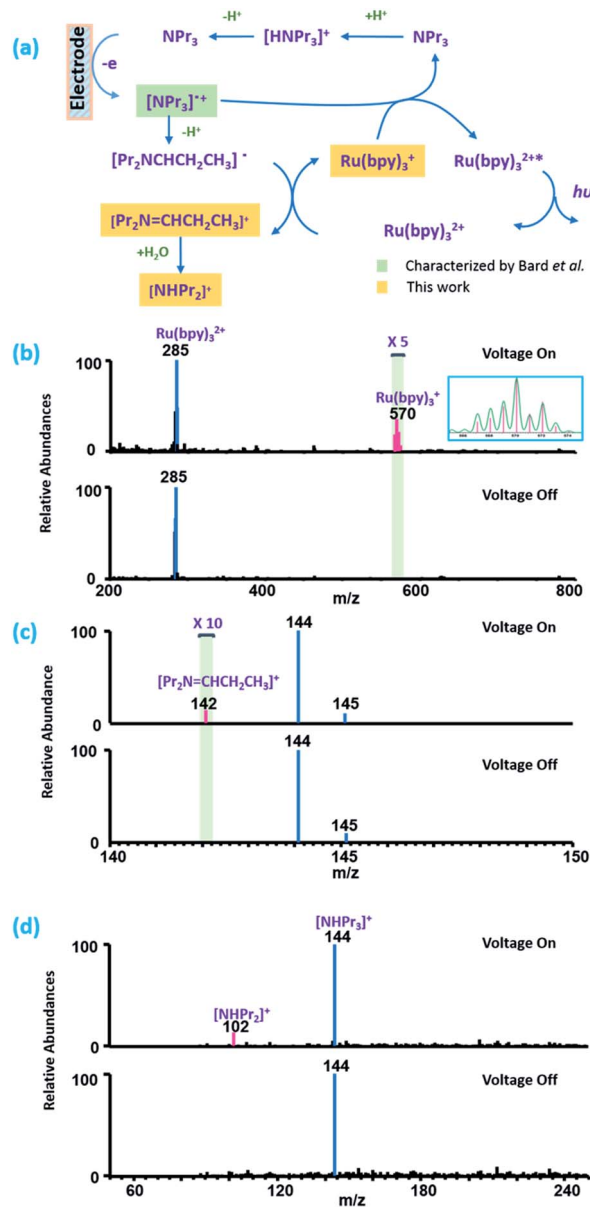 (a)
-H⁺ +H⁺
NPr₃ [HNPr₃]⁺ NPr₃
Electrode
-e
[NPr₃]•⁺
-H⁺
[Pr₂NCHCH₂CH₃]• Ru(bpy)₃⁺ Ru(bpy)₃²⁺*
hυ
[Pr₂N=CHCH₂CH₃]⁺
Ru(bpy)₃²⁺
+H₂O
[NHPr₂]⁺
Characterized by Bard et al.
This work
(b)
Ru(bpy)₃²⁺ X 5
285 Voltage On
100
Ru(bpy)₃⁺
570
0
285
100 Voltage Off
0
Relative Abundances
200 400 600 800
m/z
(c)
X 10 144 Voltage On
100
[Pr₂N=CHCH₂CH₃]⁺
142 145
0
100 144 Voltage Off
145
0
Relative Abundance
140 145 150
m/z
(d)
[NHPr₃]⁺
144 Voltage On
100
[NHPr₂]⁺
102
0
144
100 Voltage Off
0
Relative Abundances
60 120 180 240
m/z